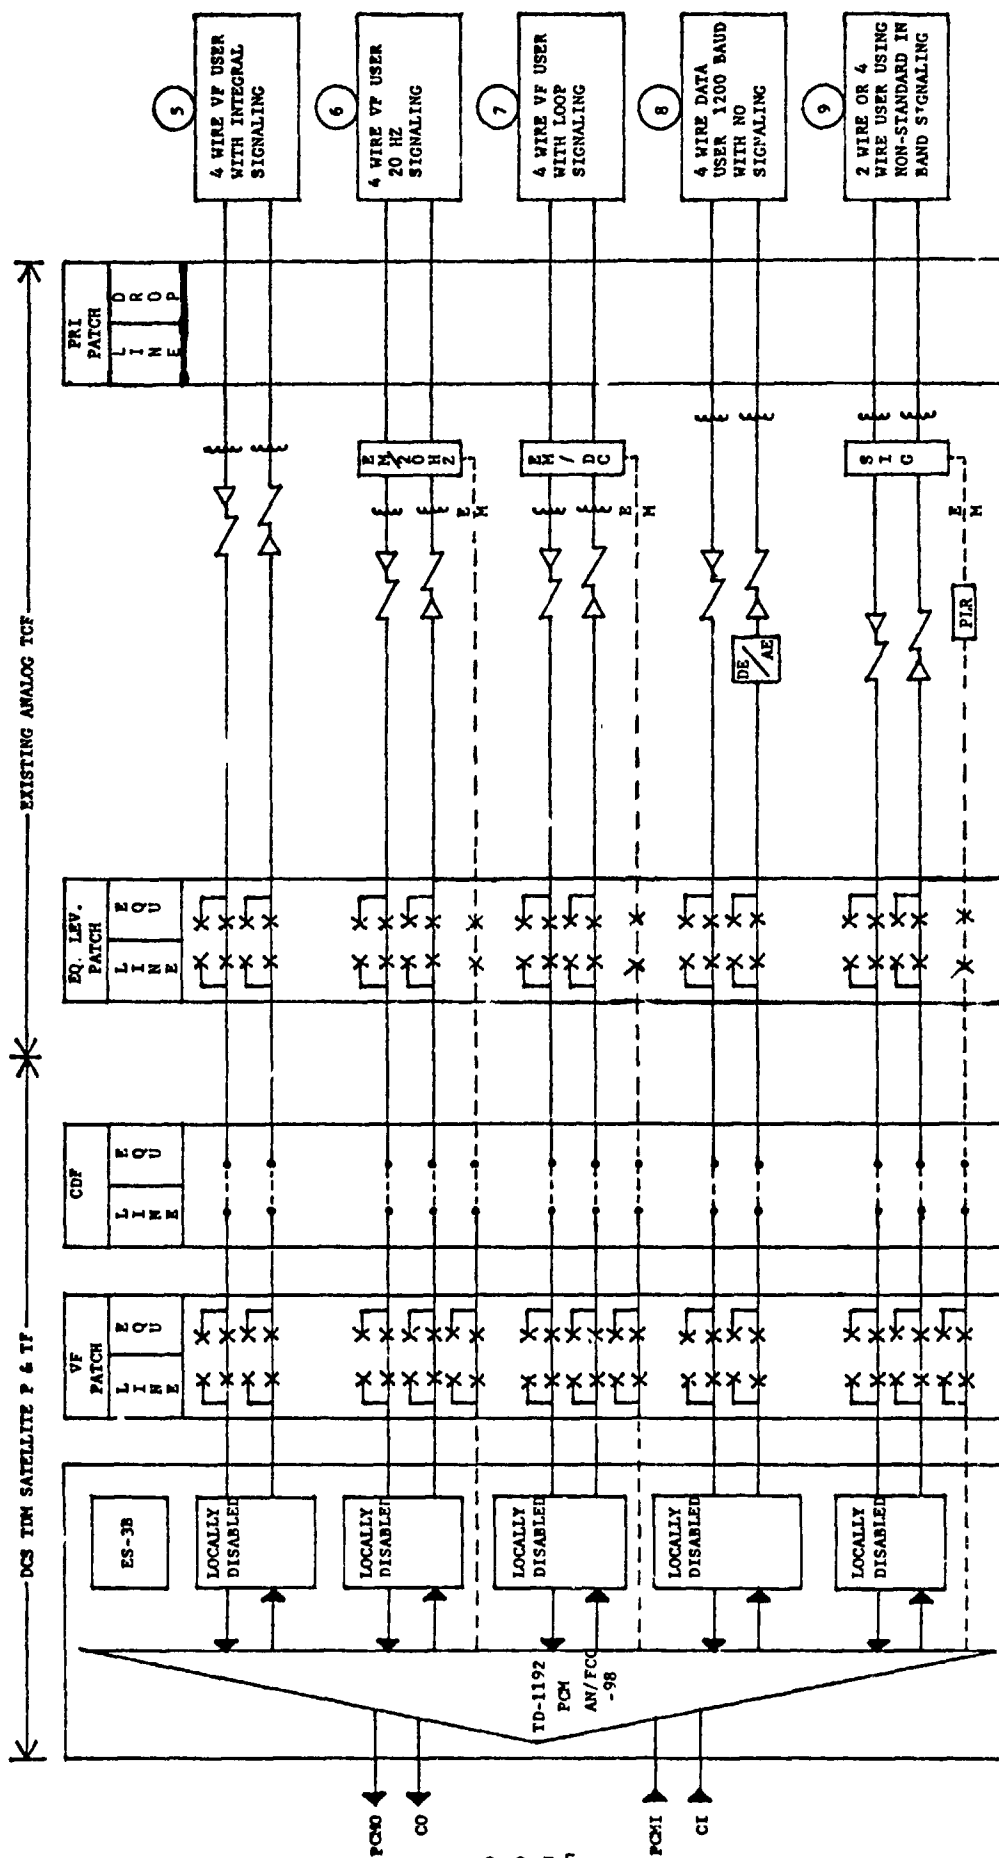 DCS TDM SATELLITE P & TF
EXISTING ANALOG TCF
VF
PATCH
LINE
EQU
CDF
LINE
EQU
EQ. LEV.
PATCH
LINE
EQU
PRI
PATCH
LINE
DROP
ES-3B
LOCALLY
DISABLED
5
4 WIRE VF USER
WITH INTEGRAL
SIGNALING
LOCALLY
DISABLED
EM/20HZ
E
M
6
4 WIRE VF USER
20 HZ
SIGNALING
PCMO
CO
TD-1192
PCM
AN/FCC
-98
LOCALLY
DISABLED
EM/DC
E
M
7
4 WIRE VF USER
WITH LOOP
SIGNALING
PCMI
CI
LOCALLY
DISABLED
DE/AE
8
4 WIRE DATA
USER 1200 BAUD
WITH NO
SIGNALING
LOCALLY
DISABLED
PLR
SIG
E
M
9
2 WIRE OR 4
WIRE USER USING
NON-STANDARD IN
BAND SIGNALING